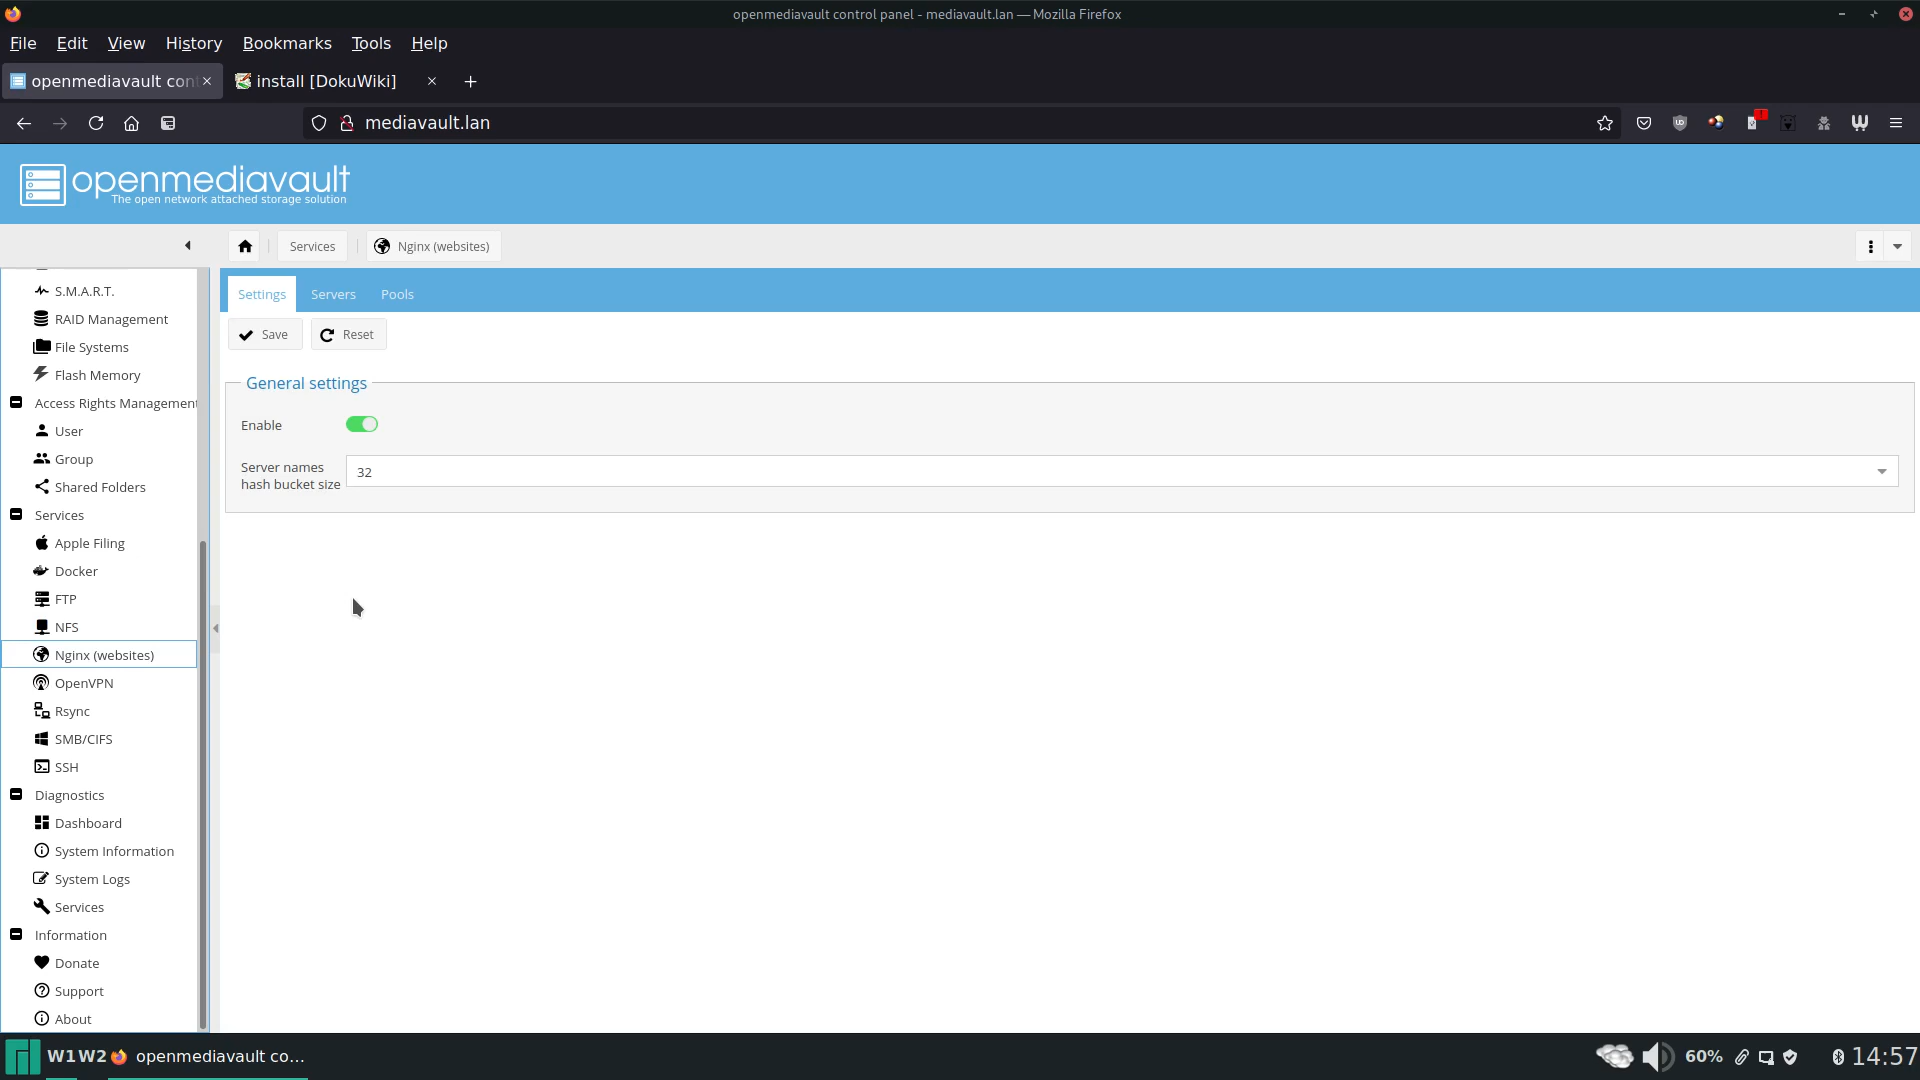 openmediavault control panel - mediavault.lan — Mozilla Firefox
File Edit View History Bookmarks Tools Help
openmediavault con
install [DokuWiki]
mediavault.lan
openmediavault
The open network attached storage solution
Services
Nginx (websites)
S.M.A.R.T.
RAID Management
File Systems
Flash Memory
Access Rights Management
User
Group
Shared Folders
Services
Apple Filing
Docker
FTP
NFS
Nginx (websites)
OpenVPN
Rsync
SMB/CIFS
SSH
Diagnostics
Dashboard
System Information
System Logs
Services
Information
Donate
Support
About
Settings Servers Pools
Save Reset
General settings
Enable
Server names
hash bucket size
32
W1 W2 openmediavault co...
60%
14:57